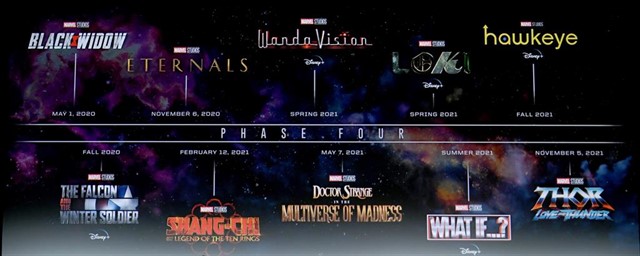 MARVEL STUDIOS
BLACK WIDOW
MAY 1, 2020
MARVEL STUDIOS
ETERNALS
NOVEMBER 6, 2020
MARVEL STUDIOS
WandaVision
Disney+
SPRING 2021
MARVEL STUDIOS
LOKI
Disney+
SPRING 2021
MARVEL STUDIOS
hawkeye
Disney+
FALL 2021
PHASE FOUR
FALL 2020
MARVEL STUDIOS
THE FALCON
AND THE
WINTER SOLDIER
Disney+
FEBRUARY 12, 2021
MARVEL STUDIOS
SHANG-CHI
AND THE LEGEND OF THE TEN RINGS
MAY 7, 2021
MARVEL STUDIOS
DOCTOR STRANGE
IN THE
MULTIVERSE OF MADNESS
SUMMER 2021
MARVEL STUDIOS
WHAT IF...?
Disney+
NOVEMBER 5, 2021
MARVEL STUDIOS
THOR
LOVE AND THUNDER